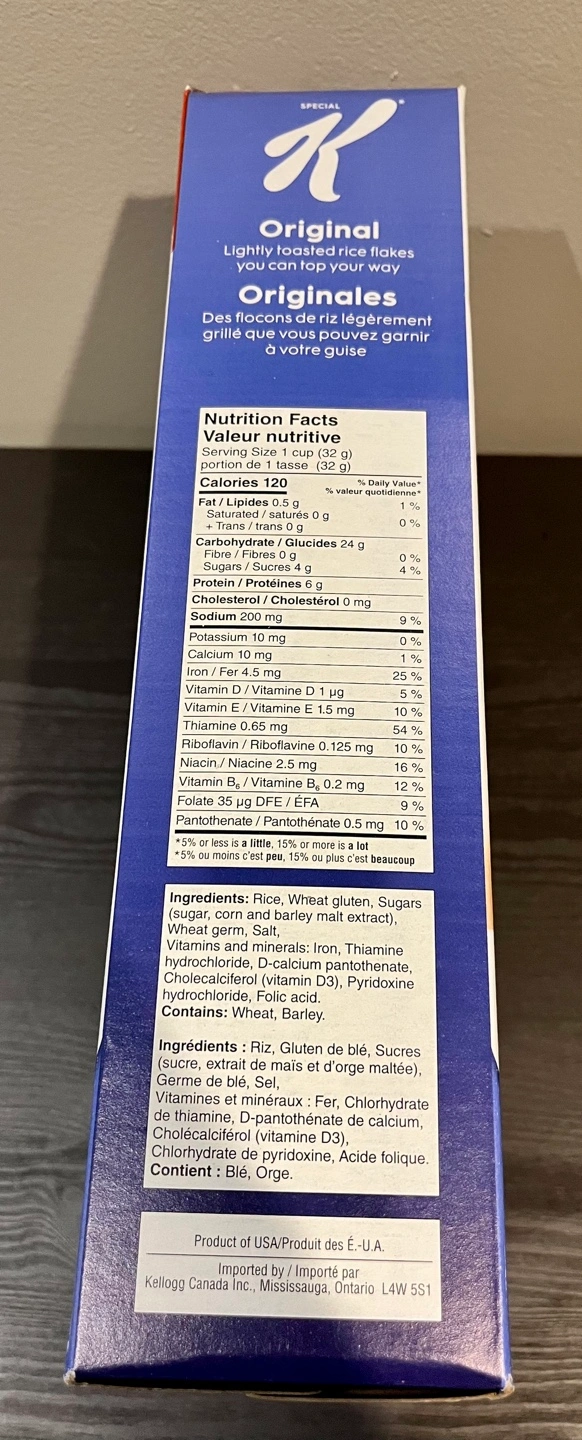 SPECIAL
K
Original
Lightly toasted rice flakes
you can top your way
Originales
Des flocons de riz légèrement
grillé que vous pouvez garnir
à votre guise
Nutrition Facts
Valeur nutritive
Serving Size 1 cup (32 g)
portion de 1 tasse (32 g)
Calories 120 % Daily Value*
% valeur quotidienne*
Fat / Lipides 0.5 g 1 %
Saturated / saturés 0 g
+ Trans / trans 0 g 0 %
Carbohydrate / Glucides 24 g
Fibre / Fibres 0 g 0 %
Sugars / Sucres 4 g 4 %
Protein / Protéines 6 g
Cholesterol / Cholestérol 0 mg
Sodium 200 mg 9 %
Potassium 10 mg 0 %
Calcium 10 mg 1 %
Iron / Fer 4.5 mg 25 %
Vitamin D / Vitamine D 1 µg 5 %
Vitamin E / Vitamine E 1.5 mg 10 %
Thiamine 0.65 mg 54 %
Riboflavin / Riboflavine 0.125 mg 10 %
Niacin / Niacine 2.5 mg 16 %
Vitamin B6 / Vitamine B6 0.2 mg 12 %
Folate 35 µg DFE / ÉFA 9 %
Pantothenate / Pantothénate 0.5 mg 10 %
*5% or less is a little, 15% or more is a lot
*5% ou moins c'est peu, 15% ou plus c'est beaucoup
Ingredients: Rice, Wheat gluten, Sugars
(sugar, corn and barley malt extract),
Wheat germ, Salt,
Vitamins and minerals: Iron, Thiamine
hydrochloride, D-calcium pantothenate,
Cholecalciferol (vitamin D3), Pyridoxine
hydrochloride, Folic acid.
Contains: Wheat, Barley.
Ingrédients : Riz, Gluten de blé, Sucres
(sucre, extrait de maïs et d'orge maltée),
Germe de blé, Sel,
Vitamines et minéraux : Fer, Chlorhydrate
de thiamine, D-pantothénate de calcium,
Cholécalciférol (vitamine D3),
Chlorhydrate de pyridoxine, Acide folique.
Contient : Blé, Orge.
Product of USA/Produit des É.-U.A.
Imported by / Importé par
Kellogg Canada Inc., Mississauga, Ontario L4W 5S1